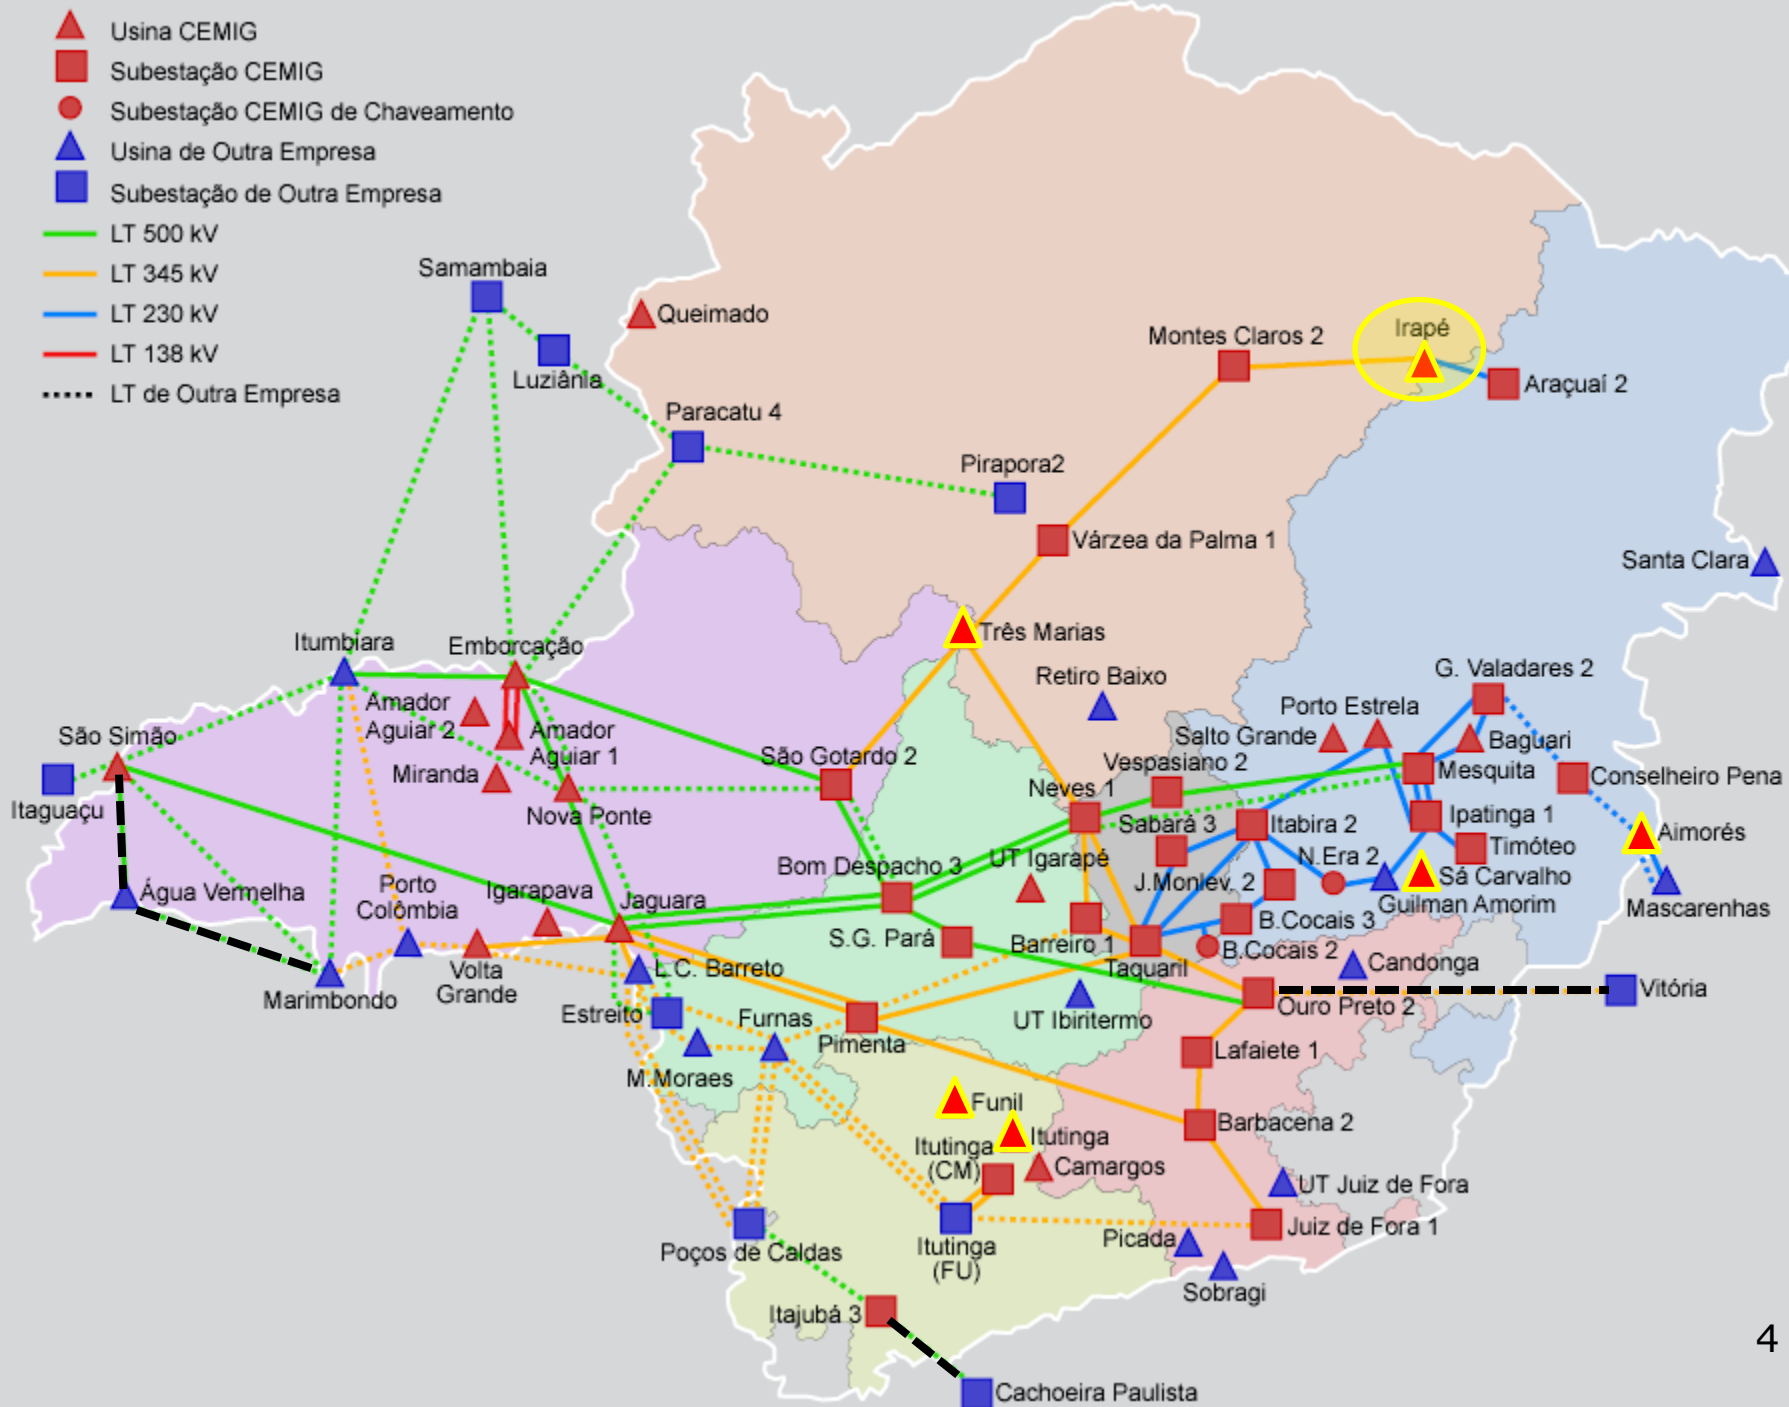 Usina CEMIG
Subestação CEMIG
Subestação CEMIG de Chaveamento
Usina de Outra Empresa
Subestação de Outra Empresa
LT 500 kV
LT 345 kV
LT 230 kV
LT 138 kV
LT de Outra Empresa
Samambaia
Luziânia
Queimado
Paracatu 4
Pirapora2
Montes Claros 2
Irapé
Araçuaí 2
Várzea da Palma 1
Santa Clara
Três Marias
Retiro Baixo
Itumbiara
Emborcação
Amador
Aguiar 2
Amador
Aguiar 1
Miranda
Nova Ponte
São Simão
Itaguaçu
São Gotardo 2
Neves 1
Vespasiano 2
Salto Grande
Porto Estrela
G. Valadares 2
Baguari
Mesquita
Conselheiro Pena
Ipatinga 1
Timóteo
Aimorés
Mascarenhas
Sabará 3
Itabira 2
N.Era 2
Sá Carvalho
Guilman Amorim
J.Monlev. 2
B.Cocais 3
B.Cocais 2
Bom Despacho 3
UT Igarapé
Água Vermelha
Porto
Colômbia
Igarapava
Jaguara
S.G. Pará
Barreiro 1
Taquaril
Candonga
Vitória
Ouro Preto 2
Marimbondo
Volta
Grande
L.C. Barreto
Estreito
Furnas
Pimenta
UT Ibiritermo
M.Moraes
Lafaiete 1
Funil
Itutinga
Itutinga
(CM)
Camargos
Barbacena 2
UT Juiz de Fora
Juiz de Fora 1
Picada
Sobragi
Poços de Caldas
Itutinga
(FU)
Itajubá 3
Cachoeira Paulista
4